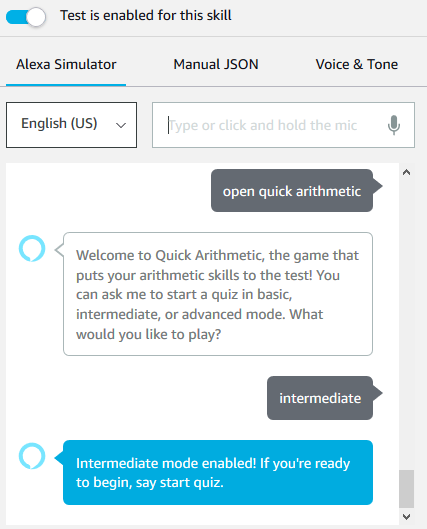 Test is enabled for this skill
Alexa Simulator
Manual JSON
Voice & Tone
English (US)
Type or click and hold the mic
open quick arithmetic
Welcome to Quick Arithmetic, the game that
puts your arithmetic skills to the test! You
can ask me to start a quiz in basic,
intermediate, or advanced mode. What
would you like to play?
intermediate
Intermediate mode enabled! If you're ready
to begin, say start quiz.